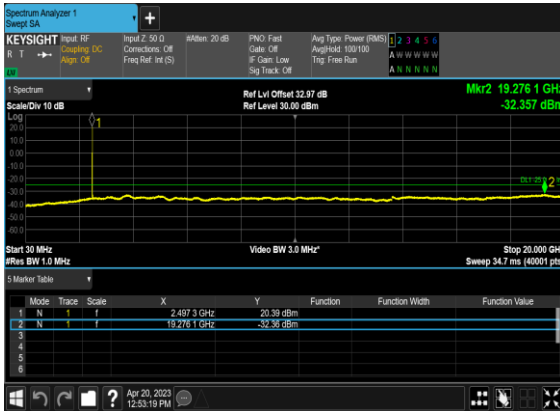 Spectrum Analyzer 1
Swept SA
KEYSIGHT Input: RF Input Z: 50 Ω #Atten: 20 dB PNO: Fast Avg Type: Power (RMS) 1 2 3 4 5 6
R T Coupling: DC Corrections: Off Gate: Off Avg|Hold: 100/100 A W W W W W
Align: Off Freq Ref: Int (S) IF Gain: Low Trig: Free Run
Sig Track: Off A N N N N N
1 Spectrum Ref Lvl Offset 32.97 dB Mkr2 19.276 1 GHz
Scale/Div 10 dB Ref Level 30.00 dBm -32.357 dBm
Log
20.0
10.0
0.00
-10.0
-20.0
-30.0
-40.0
-50.0
-60.0
1
2
Start 30 MHz Video BW 3.0 MHz* Stop 20.000 GH
#Res BW 1.0 MHz Sweep 34.7 ms (40001 pts
5 Marker Table
Mode Trace Scale X Y Function Function Width Function Value
1 N 1 f 2.497 3 GHz 20.39 dBm
2 N 1 f 19.276 1 GHz -32.36 dBm
3
4
5
6
? Apr 20, 2023
12:53:19 PM